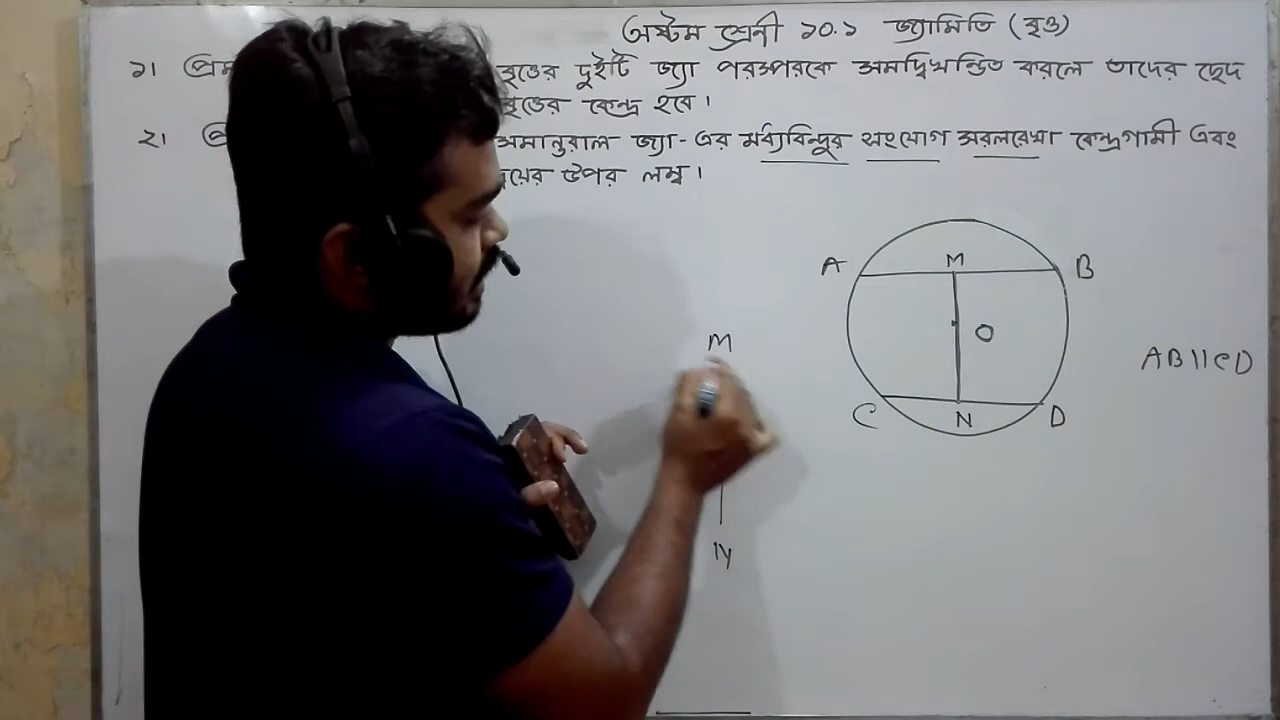 অষ্টম শ্রেনী ১০.১ জ্যামিতি (বৃত্ত)
১। বৃত্তের দুইটি জ্যা পরস্পরকে সমদ্বিখন্ডিত করলে তাদের ছেদ
বৃত্তের কেন্দ্র হবে।
২। সমান্তরাল জ্যা-এর মধ্যবিন্দুর সংযোগ সরলরেখা কেন্দ্রগামী এবং
উপর লম্ব।
A M B
O
AB||CD
C N D
M
N